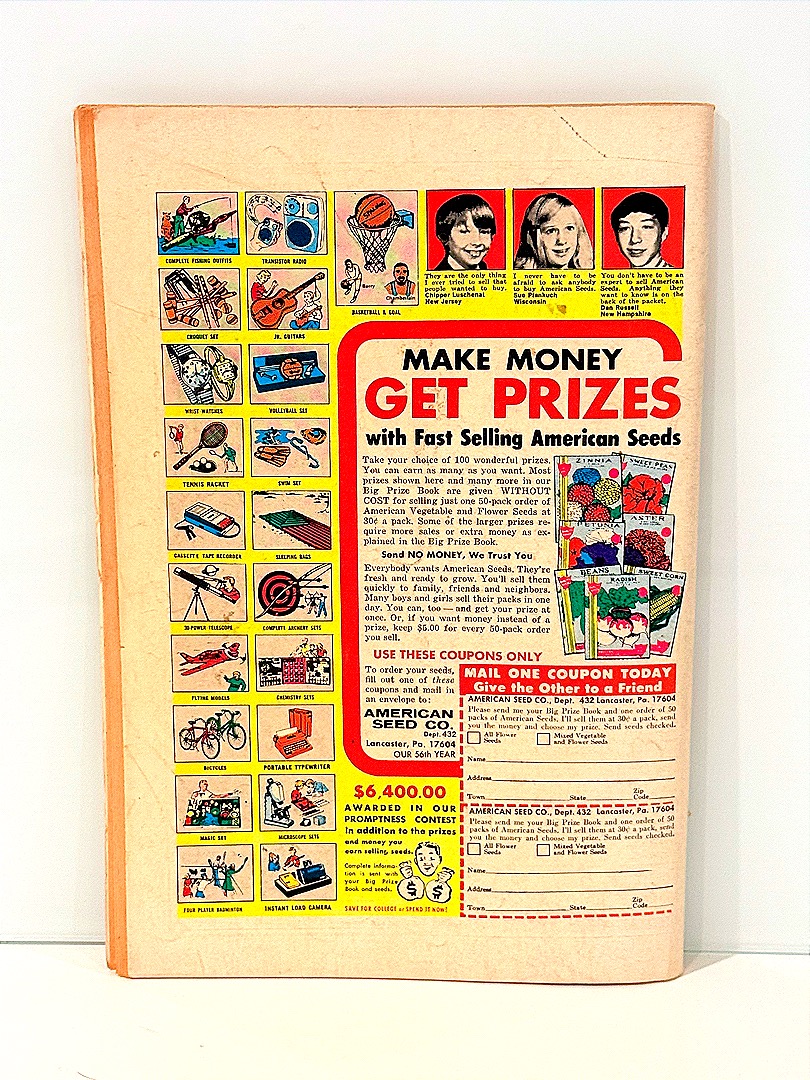 COMPLETE FISHING OUTFITS
TRANSISTOR RADIO
CROQUET SET
JR. GUITARS
WRIST WATCHES
VOLLEYBALL SET
TENNIS RACKET
SWIM SET
CASSETTE TAPE RECORDER
SLEEPING BAGS
30-POWER TELESCOPE
COMPLETE ARCHERY SETS
FLYING MODELS
CHEMISTRY SETS
BICYCLES
PORTABLE TYPEWRITER
MAGIC SET
MICROSCOPE SETS
FOUR PLAYER BADMINTON
INSTANT LOAD CAMERA
Barry
Chamberlain
BASKETBALL & GOAL
They are the only thing
I ever tried to sell that
people wanted to buy.
Chipper Luschenat
New Jersey
I never have to be
afraid to ask anybody
to buy American Seeds.
Sue Piankuch
Wisconsin
You don't have to be an
expert to sell American
Seeds. Anything they
want to know is on the
back of the packet.
Dan Russell
New Hampshire
MAKE MONEY
GET PRIZES
with Fast Selling American Seeds
Take your choice of 100 wonderful prizes.
You can earn as many as you want. Most
prizes shown here and many more in our
Big Prize Book are given WITHOUT
COST for selling just one 50-pack order of
American Vegetable and Flower Seeds at
30¢ a pack. Some of the larger prizes re-
quire more sales or extra money as ex-
plained in the Big Prize Book.
Send NO MONEY, We Trust You
Everybody wants American Seeds. They're
fresh and ready to grow. You'll sell them
quickly to family, friends and neighbors.
Many boys and girls sell their packs in one
day. You can, too — and get your prize at
once. Or, if you want money instead of a
prize, keep $5.00 for every 50-pack order
you sell.
ZINNIA
SWEET PEAS
PETUNIA
ASTER
BEANS
RADISH
SWEET CORN
USE THESE COUPONS ONLY
To order your seeds,
fill out one of these
coupons and mail in
an envelope to:
AMERICAN
SEED CO.
Dept. 432
Lancaster, Pa. 17604
OUR 56th YEAR
MAIL ONE COUPON TODAY
Give the Other to a Friend
AMERICAN SEED CO., Dept. 432 Lancaster, Pa. 17604
Please send me your Big Prize Book and one order of 50
packs of American Seeds. I'll sell them at 30¢ a pack, send
you the money and choose my prize. Send seeds checked.
All Flower Seeds
Mixed Vegetable and Flower Seeds
Name
Address
Town State Zip Code
AMERICAN SEED CO., Dept. 432 Lancaster, Pa. 17604
Please send me your Big Prize Book and one order of 50
packs of American Seeds. I'll sell them at 30¢ a pack, send
you the money and choose my prize. Send seeds checked.
All Flower Seeds
Mixed Vegetable and Flower Seeds
Name
Address
Town State Zip Code
$6,400.00
AWARDED IN OUR
PROMPTNESS CONTEST
in addition to the prizes
and money you
earn selling seeds.
Complete informa-
tion is sent with
your Big Prize
Book and seeds.
$ $
SAVE FOR COLLEGE or SPEND IT NOW!